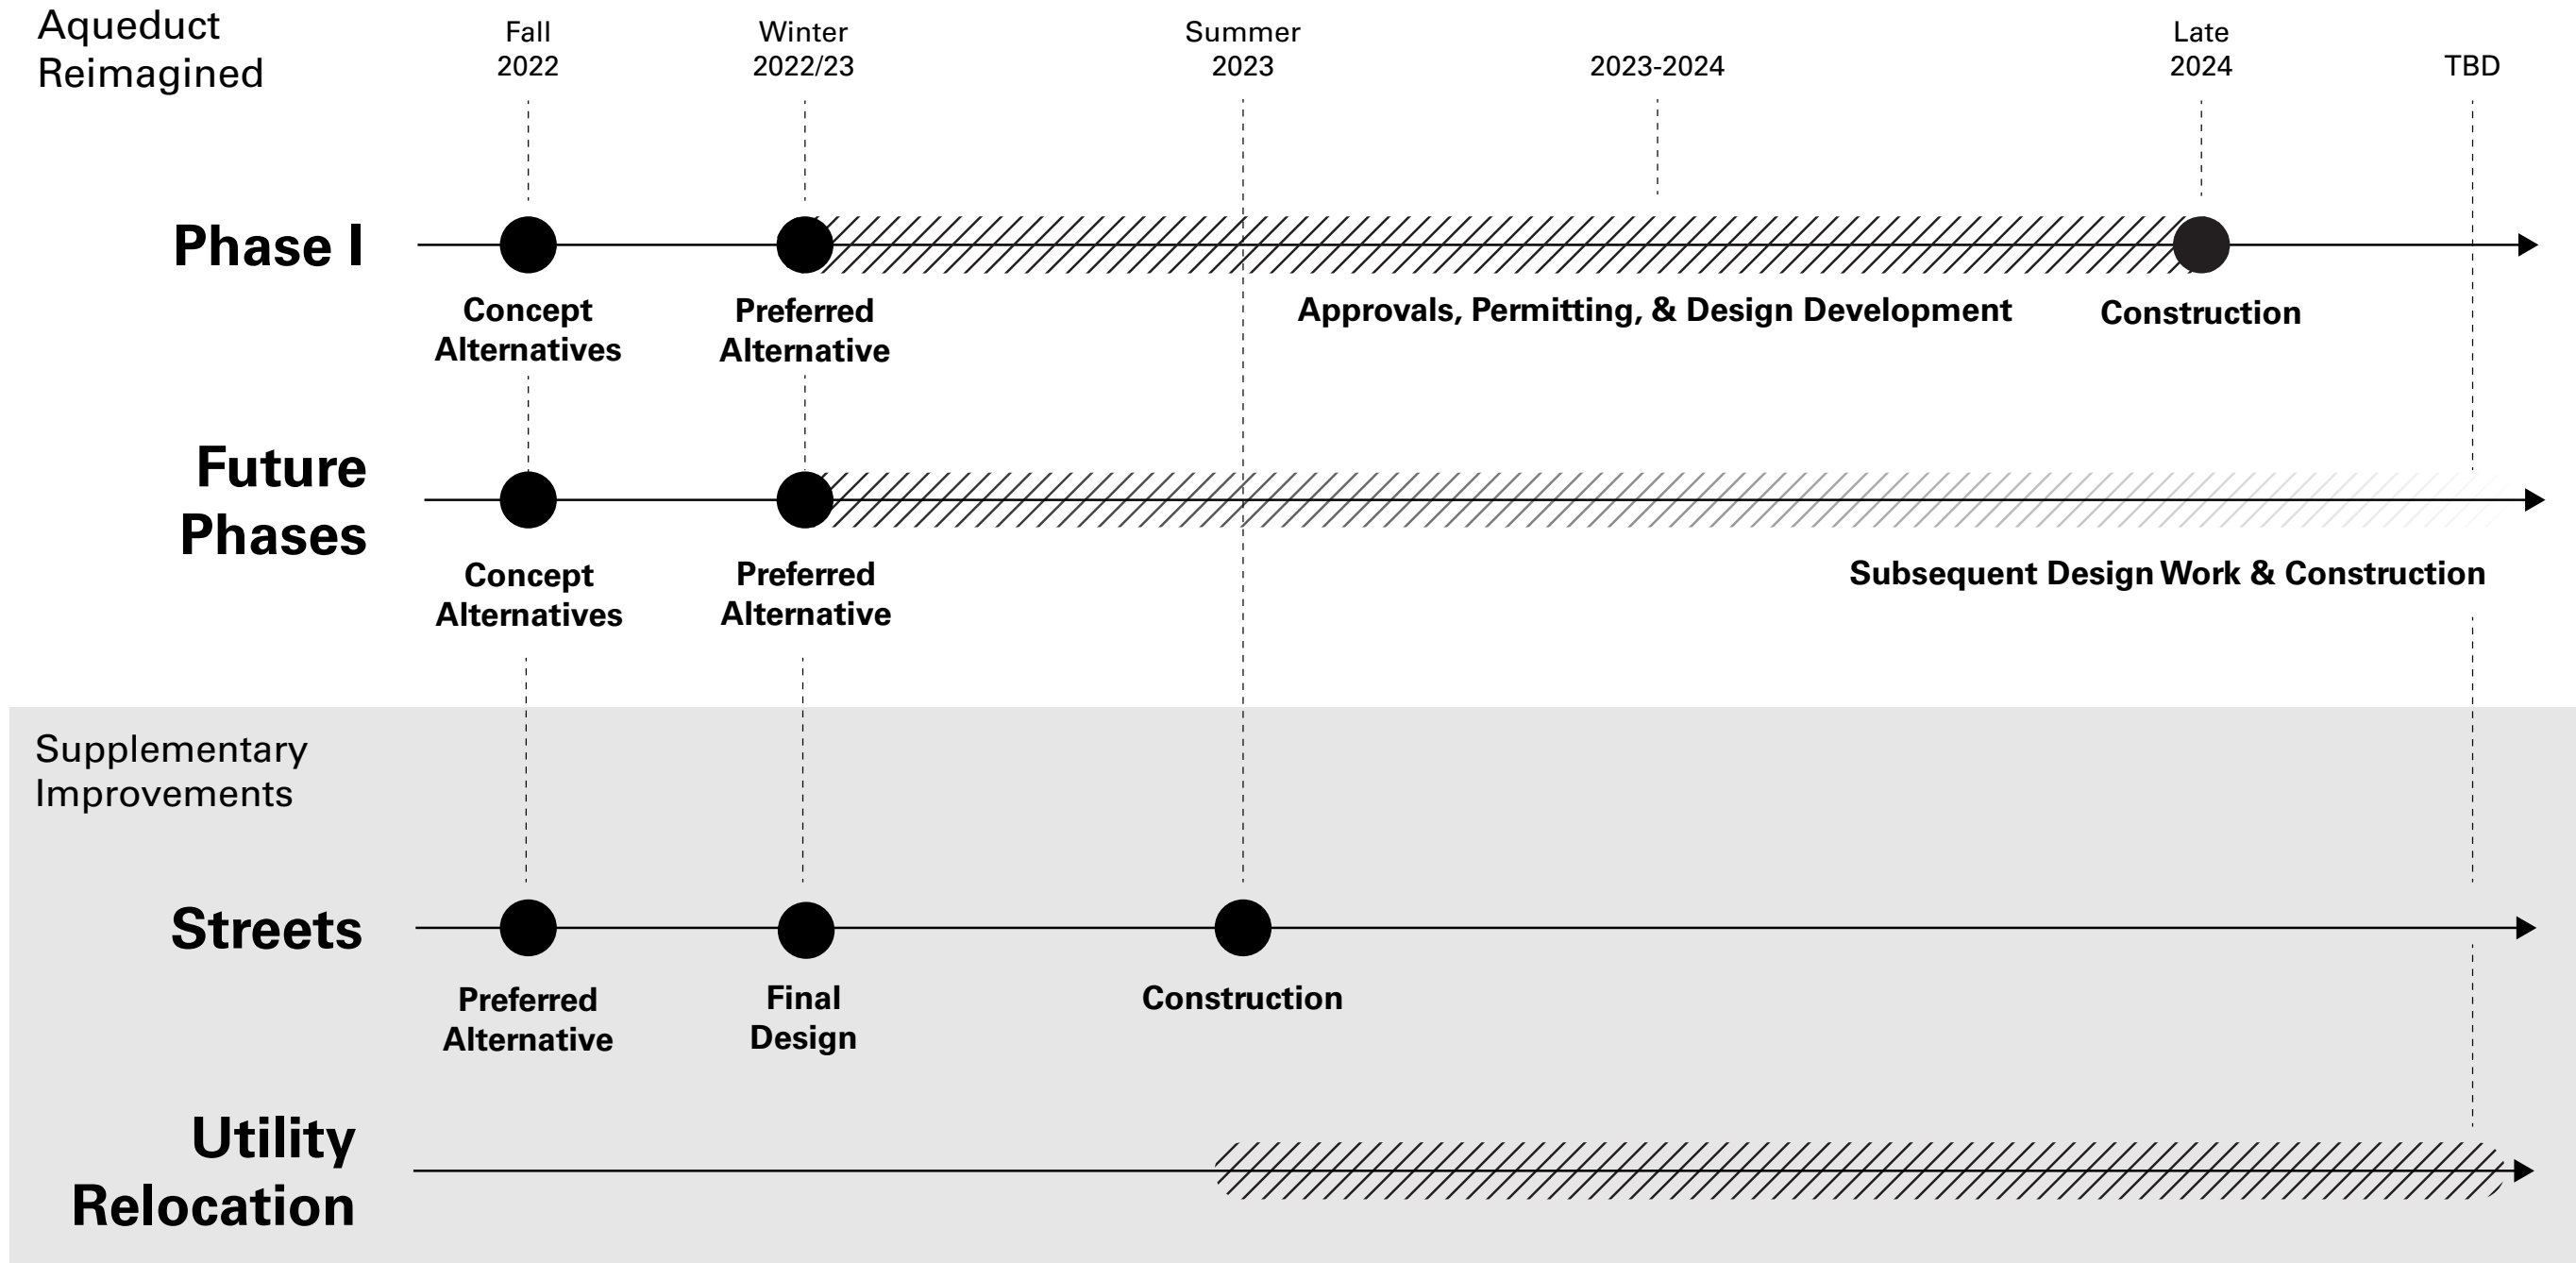 Aqueduct
Reimagined
Fall
2022
Winter
2022/23
Summer
2023
2023-2024
Late
2024
TBD
Phase I
Concept
Alternatives
Preferred
Alternative
Approvals, Permitting, & Design Development
Construction
Future
Phases
Concept
Alternatives
Preferred
Alternative
Subsequent Design Work & Construction
Supplementary
Improvements
Streets
Preferred
Alternative
Final
Design
Construction
Utility
Relocation